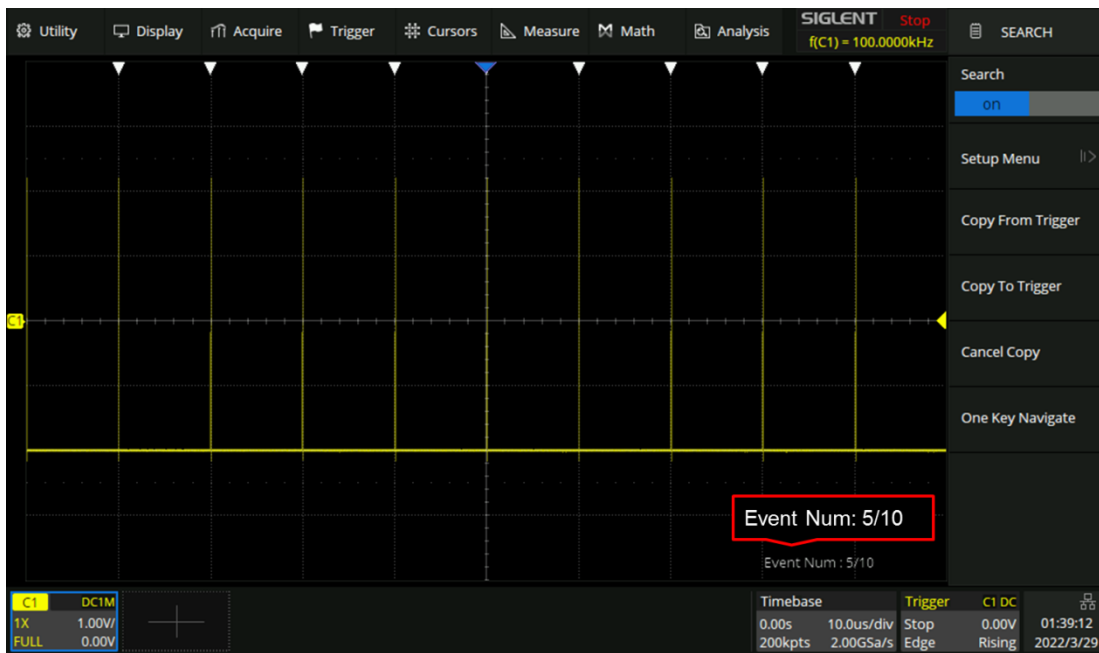 Utility Display Acquire Trigger Cursors Measure Math Analysis
SIGLENT Stop
f(C1) = 100.0000kHz
SEARCH
Search
on
Setup Menu
Copy From Trigger
Copy To Trigger
Cancel Copy
One Key Navigate
C1
Event Num: 5/10
Event Num : 5/10
C1 DC1M
1X 1.00V/
FULL 0.00V
Timebase
0.00s 10.0us/div
200kpts 2.00GSa/s
Trigger C1 DC
Stop 0.00V
Edge Rising
01:39:12
2022/3/29